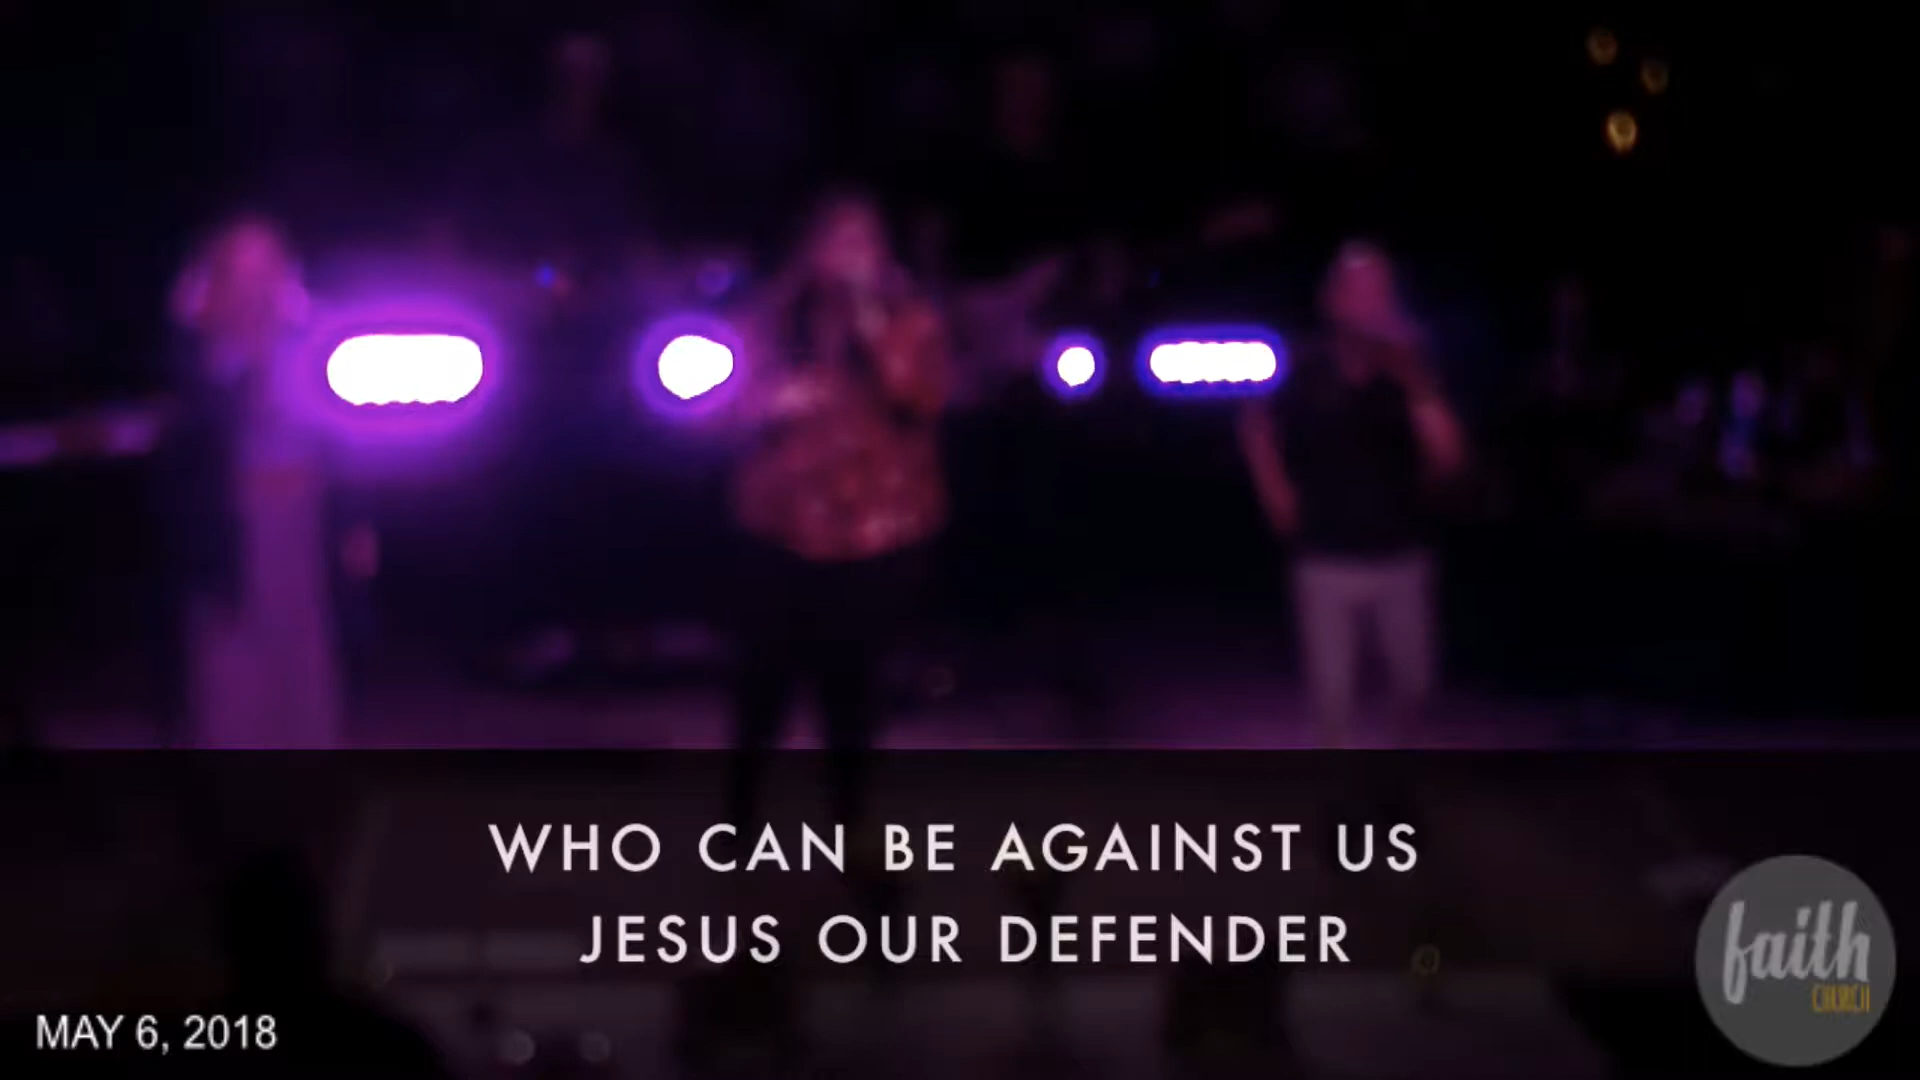 WHO CAN BE AGAINST US
JESUS OUR DEFENDER
faith
CHURCH
MAY 6, 2018